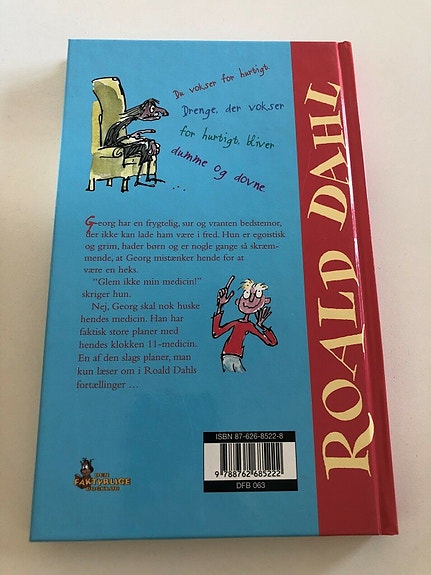 Du vokser for hurtigt.
Drenge, der vokser
for hurtigt, bliver
dumme og dovne
...
Georg har en frygtelig, sur og vranten bedstemor,
der ikke kan lade ham være i fred. Hun er egoistisk
og grim, hader børn og er nogle gange så skræm-
mende, at Georg mistænker hende for at
være en heks.
"Glem ikke min medicin!"
skriger hun.
Nej, Georg skal nok huske
hendes medicin. Han har
faktisk store planer med
hendes klokken 11-medicin.
En af den slags planer, man
kun læser om i Roald Dahls
fortællinger ...
ROALD DAHL
ISBN 87-626-8522-8
9 788762 685222
DFB 063
DEN
FAKTYRLIGE
BOGKLUB